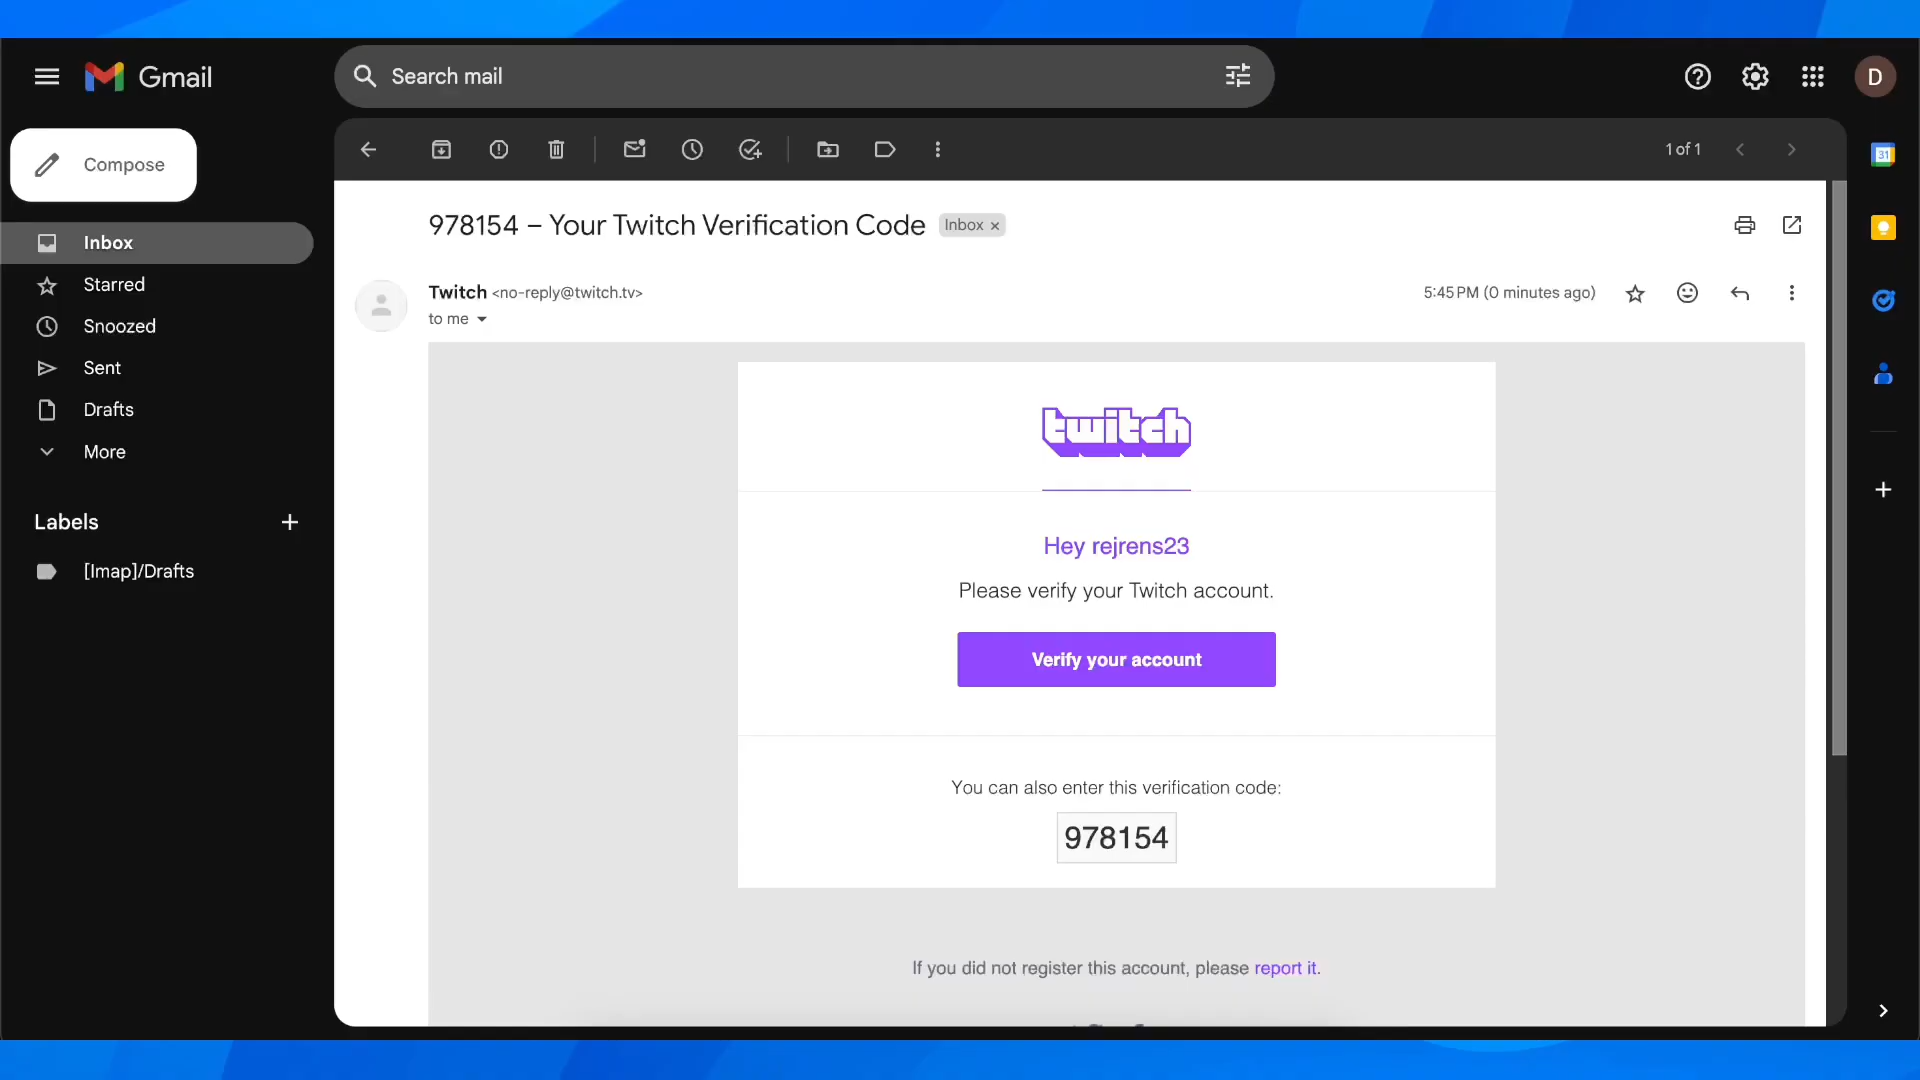 Gmail
Search mail
D
Compose
1 of 1
31
Inbox
Starred
Snoozed
Sent
Drafts
More
Labels
[Imap]/Drafts
978154 – Your Twitch Verification Code
Inbox ×
Twitch <no-reply@twitch.tv>
5:45 PM (0 minutes ago)
to me
twitch
Hey rejrens23
Please verify your Twitch account.
Verify your account
You can also enter this verification code:
978154
If you did not register this account, please report it.